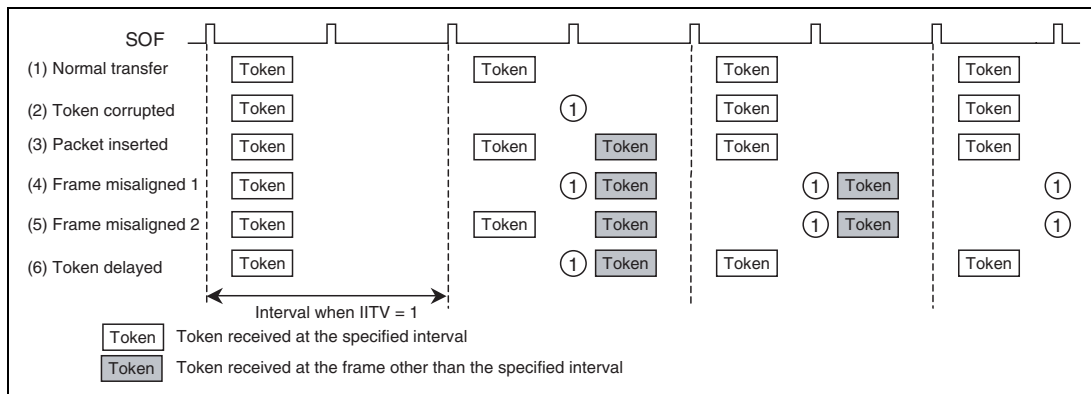 SOF
(1) Normal transfer Token Token Token Token
(2) Token corrupted Token 1 Token Token
(3) Packet inserted Token Token Token Token Token
(4) Frame misaligned 1 Token 1 Token 1 Token 1
(5) Frame misaligned 2 Token Token Token 1 Token 1
(6) Token delayed Token 1 Token Token Token
Interval when IITV = 1
Token Token received at the specified interval
Token Token received at the frame other than the specified interval